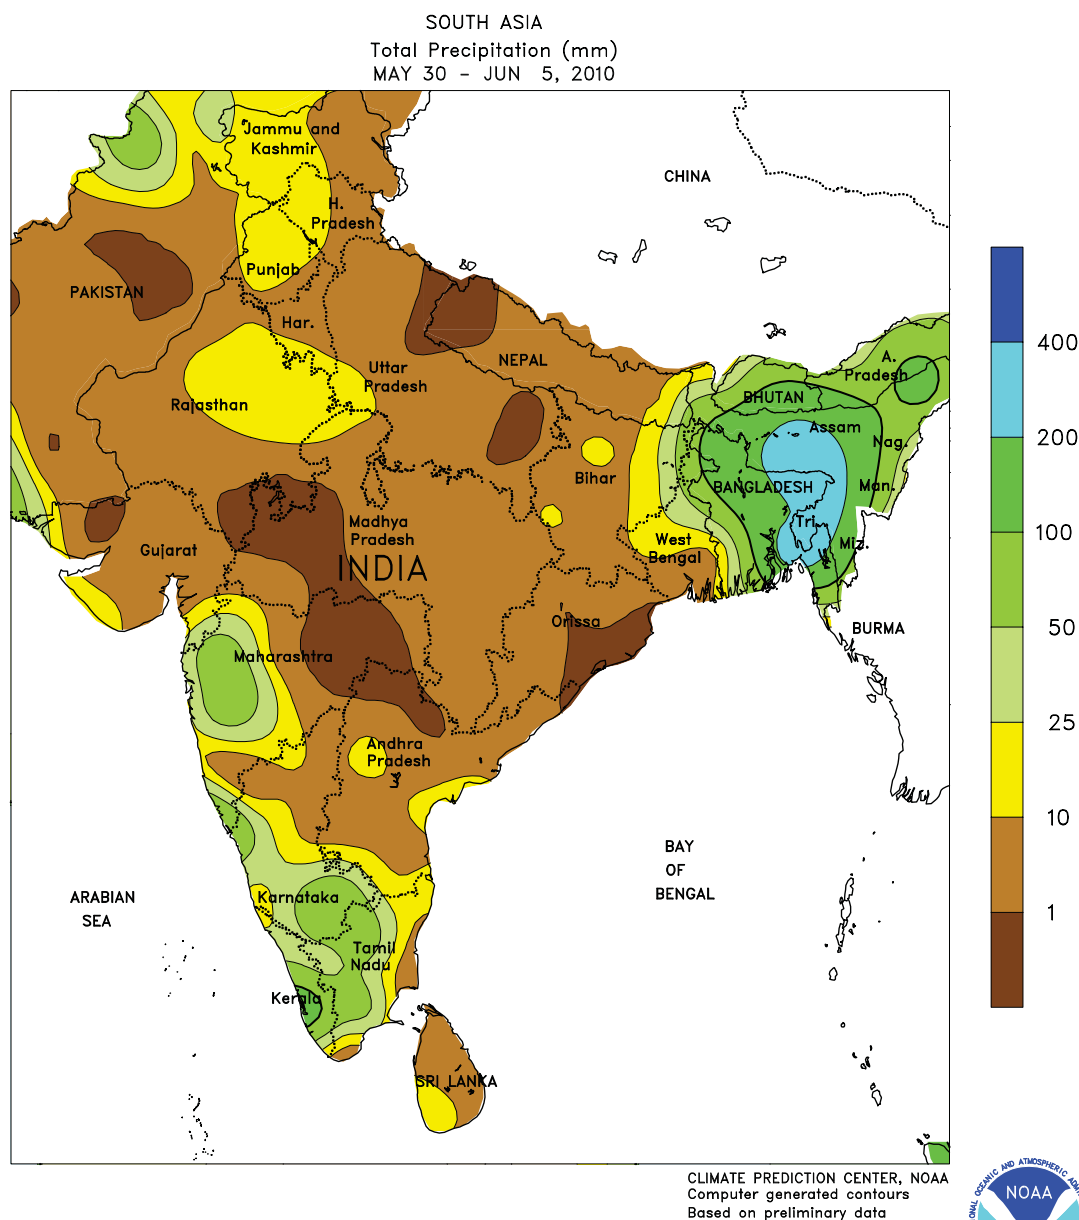 SOUTH ASIA
Total Precipitation (mm)
MAY 30 - JUN 5, 2010
Jammu and
Kashmir
CHINA
H.
Pradesh
Punjab
PAKISTAN
Har.
400
NEPAL
A.
Pradesh
Uttar
Pradesh
BHUTAN
Rajasthan
Assam
200
Nag.
Bihar
BANGLADESH
Man.
Madhya
Pradesh
Tri.
100
West
Bengal
Miz.
Gujarat
INDIA
Orissa
BURMA
50
Maharashtra
25
Andhra
Pradesh
10
BAY
OF
BENGAL
ARABIAN
SEA
Karnataka
1
Tamil
Nadu
Kerala
SRI LANKA
CLIMATE PREDICTION CENTER, NOAA
Computer generated contours
Based on preliminary data
OCEANIC AND ATMOSPHERIC
NOAA